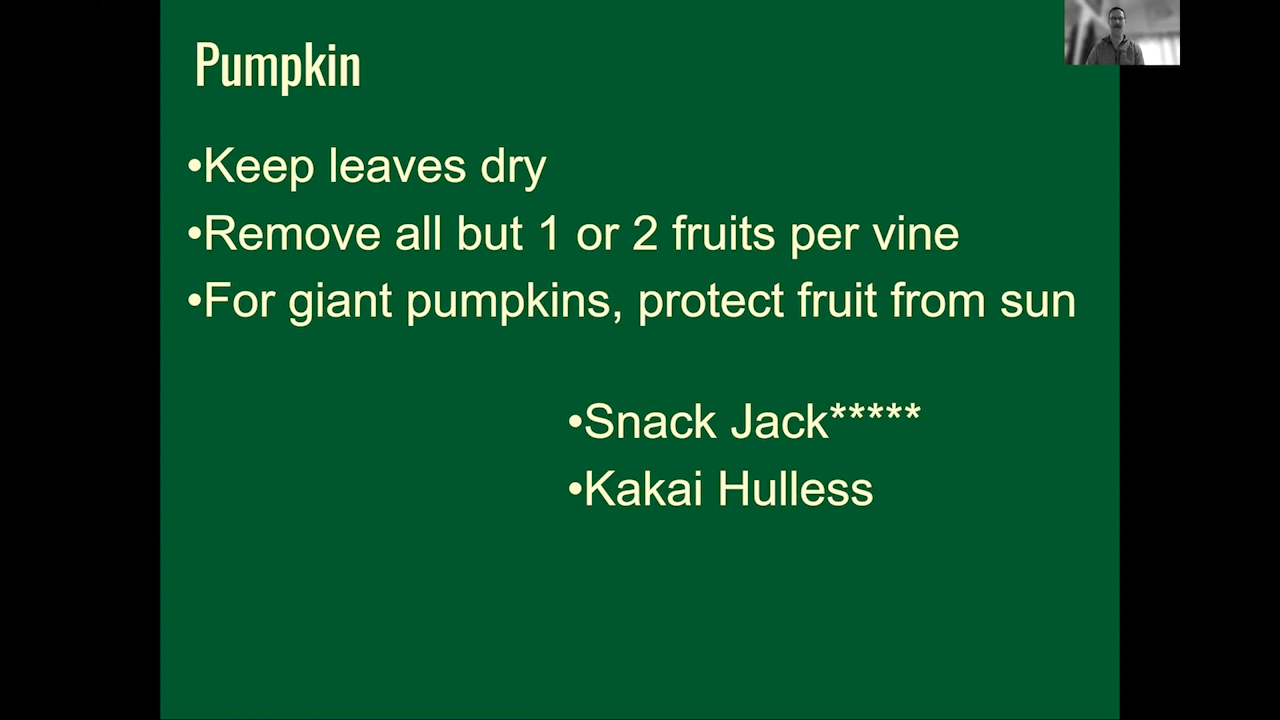 Pumpkin
•Keep leaves dry
•Remove all but 1 or 2 fruits per vine
•For giant pumpkins, protect fruit from sun
•Snack Jack*****
•Kakai Hulless